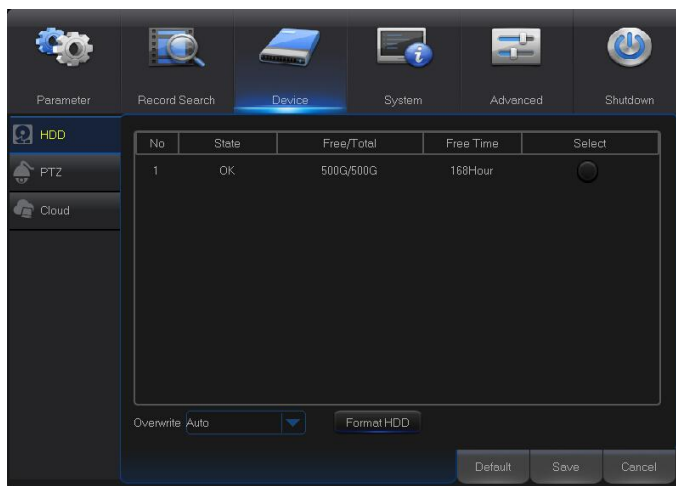 Parameter Record Search Device System Advanced Shutdown
HDD
PTZ
Cloud
No State Free/Total Free Time Select
1 OK 500G/500G 168Hour
Overwrite Auto Format HDD
Default Save Cancel